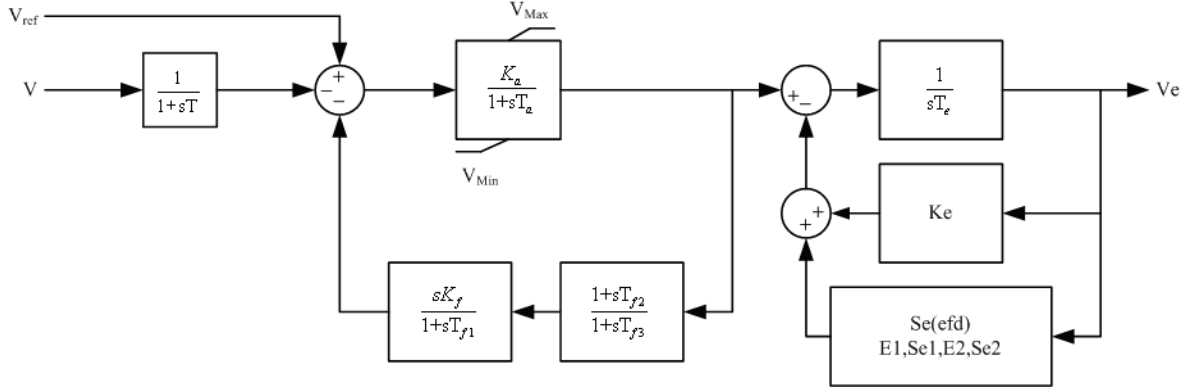 V_ref
V_Max
V
1
1+sT
+
−
−
K_a
1+sT_a
+
−
1
sT_e
Ve
V_Min
+
+
Ke
sK_f
1+sT_f1
1+sT_f2
1+sT_f3
Se(efd)
E1,Se1,E2,Se2